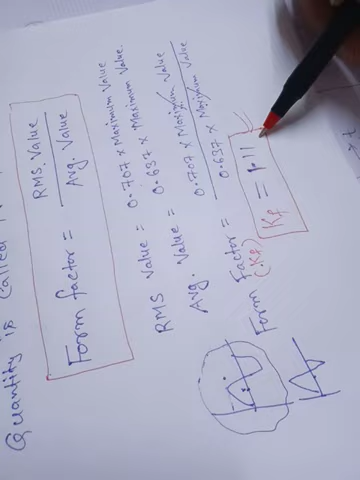 Quantity is called
Form factor = RMS. Value
Avg. Value
RMS Value = 0.707 x Maximum Value
Avg. Value = 0.637 x Maximum Value
Form Factor = 0.707 x Maximum Value
(Kf) 0.637 x Maximum Value
Kf = 1.11